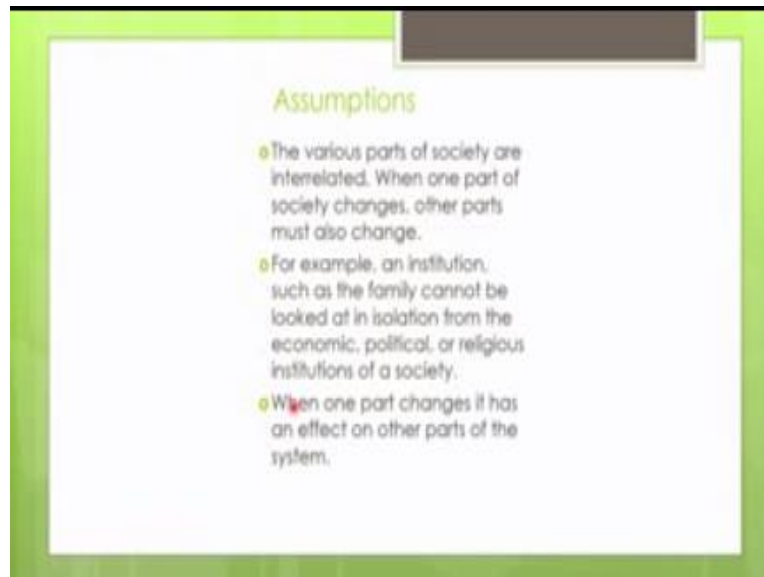 Assumptions
The various parts of society are
interrelated. When one part of
society changes, other parts
must also change.
For example, an institution,
such as the family cannot be
looked at in isolation from the
economic, political, or religious
institutions of a society.
When one part changes it has
an effect on other parts of the
system.